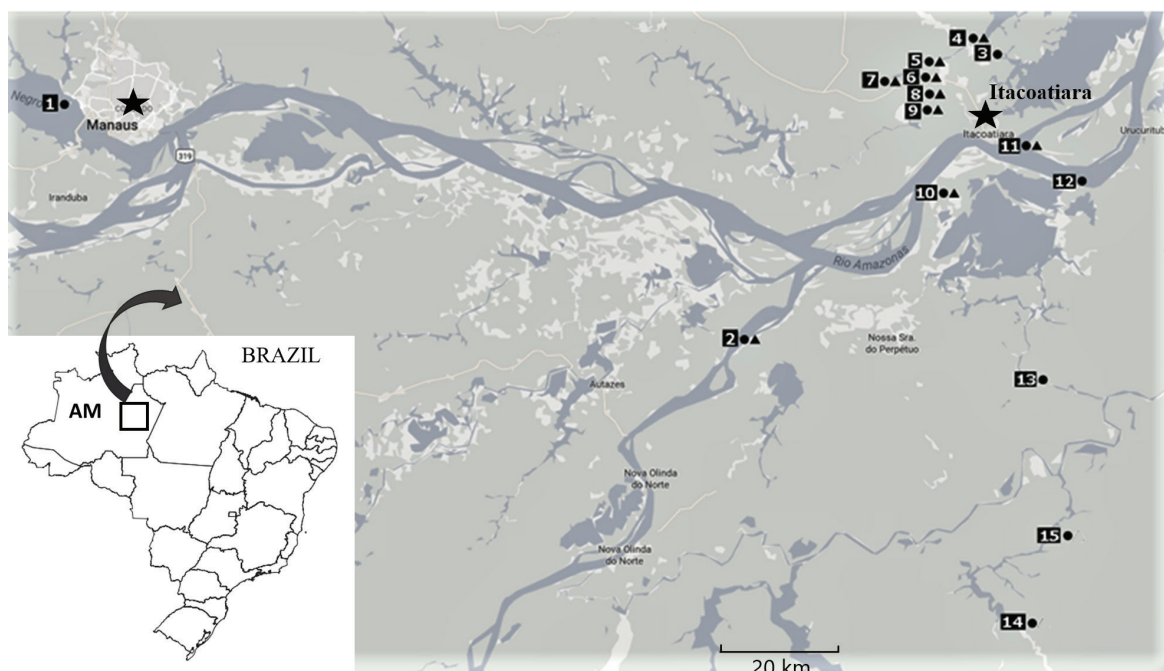 4
3
5
6
7
8
9
Itacoatiara
1
Negro
Manaus
Itacoatiara
Urucurituba
319
11
12
10
Iranduba
Rio Amazonas
2
Nossa Sra.
do Perpétuo
Autazes
13
BRAZIL
AM
Nova Olinda
do Norte
15
Nova Olinda
do Norte
14
20 km